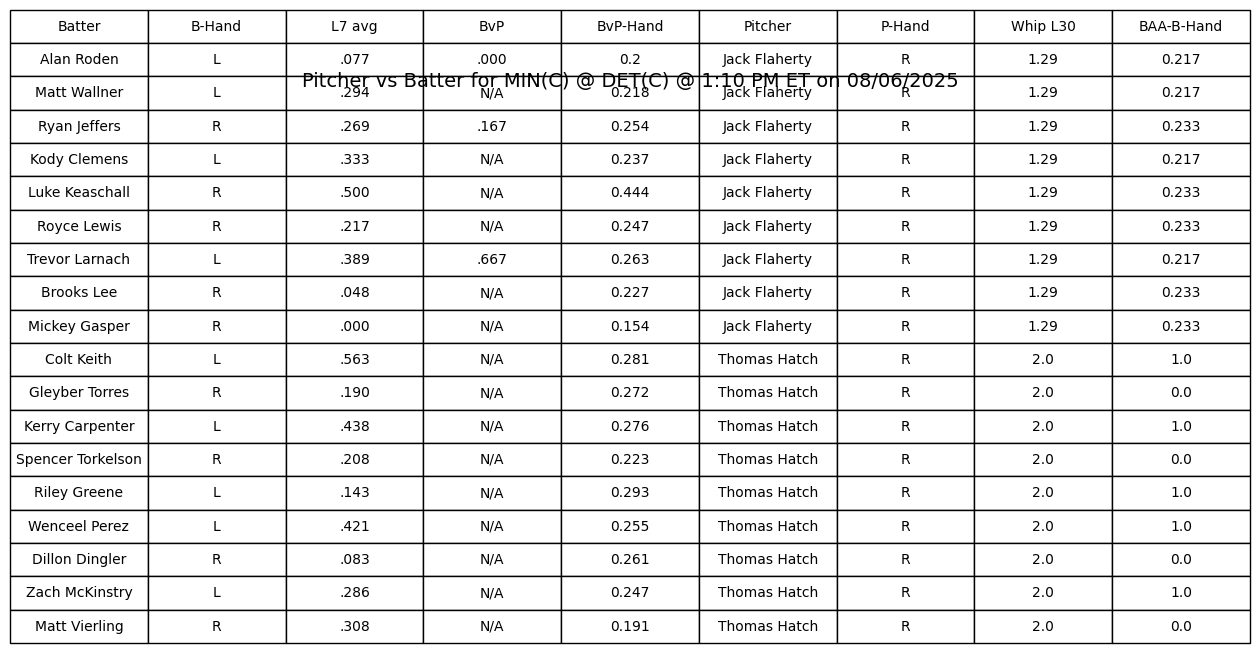 Batter B-Hand L7 avg BvP BvP-Hand Pitcher P-Hand Whip L30 BAA-B-Hand
Alan Roden L .077 .000 0.2 Jack Flaherty R 1.29 0.217
Pitcher vs Batter for MIN(C) @ DET(C) @ 1:10 PM ET on 08/06/2025
Matt Wallner L .294 N/A 0.218 Jack Flaherty R 1.29 0.217
Ryan Jeffers R .269 .167 0.254 Jack Flaherty R 1.29 0.233
Kody Clemens L .333 N/A 0.237 Jack Flaherty R 1.29 0.217
Luke Keaschall R .500 N/A 0.444 Jack Flaherty R 1.29 0.233
Royce Lewis R .217 N/A 0.247 Jack Flaherty R 1.29 0.233
Trevor Larnach L .389 .667 0.263 Jack Flaherty R 1.29 0.217
Brooks Lee R .048 N/A 0.227 Jack Flaherty R 1.29 0.233
Mickey Gasper R .000 N/A 0.154 Jack Flaherty R 1.29 0.233
Colt Keith L .563 N/A 0.281 Thomas Hatch R 2.0 1.0
Gleyber Torres R .190 N/A 0.272 Thomas Hatch R 2.0 0.0
Kerry Carpenter L .438 N/A 0.276 Thomas Hatch R 2.0 1.0
Spencer Torkelson R .208 N/A 0.223 Thomas Hatch R 2.0 0.0
Riley Greene L .143 N/A 0.293 Thomas Hatch R 2.0 1.0
Wenceel Perez L .421 N/A 0.255 Thomas Hatch R 2.0 1.0
Dillon Dingler R .083 N/A 0.261 Thomas Hatch R 2.0 0.0
Zach McKinstry L .286 N/A 0.247 Thomas Hatch R 2.0 1.0
Matt Vierling R .308 N/A 0.191 Thomas Hatch R 2.0 0.0